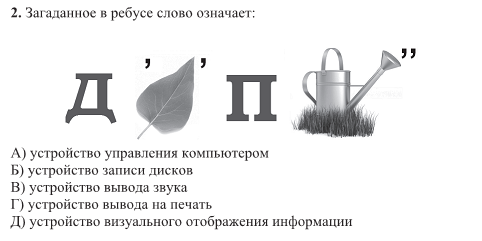 2. Загаданное в ребусе слово означает:
Д ’ ’ П ’’
А) устройство управления компьютером
Б) устройство записи дисков
В) устройство вывода звука
Г) устройство вывода на печать
Д) устройство визуального отображения информации